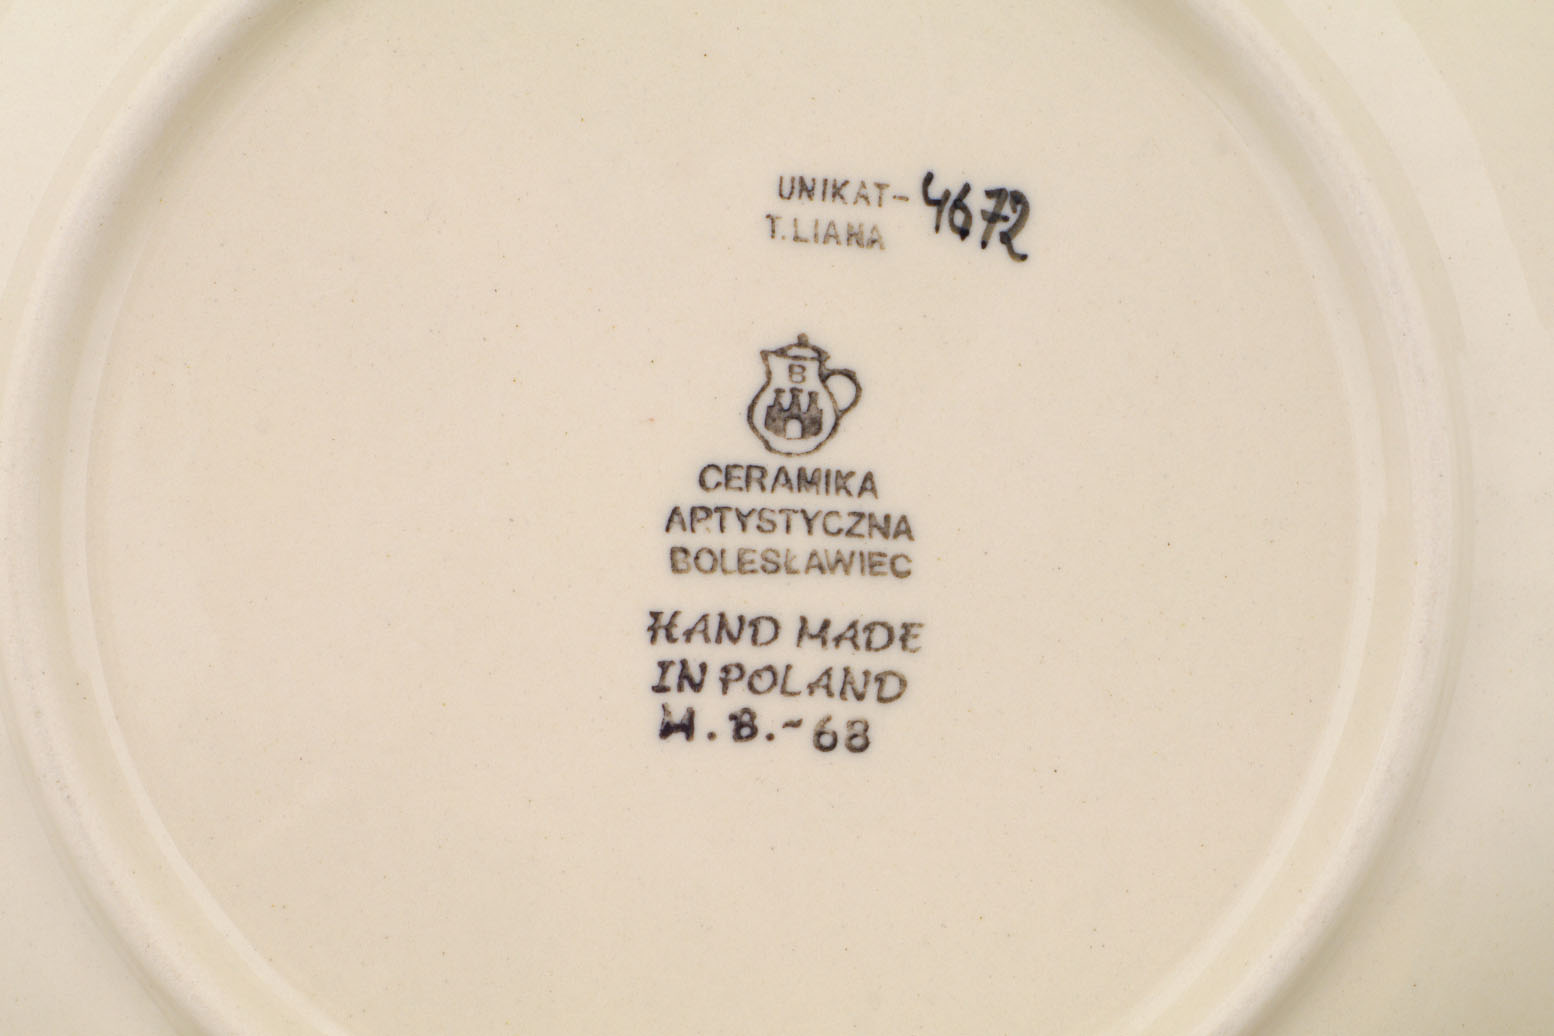 UNIKAT- 4672
T.LIANA
B
CERAMIKA
ARTYSTYCZNA
BOLESŁAWIEC
HAND MADE
IN POLAND
W.B.-68